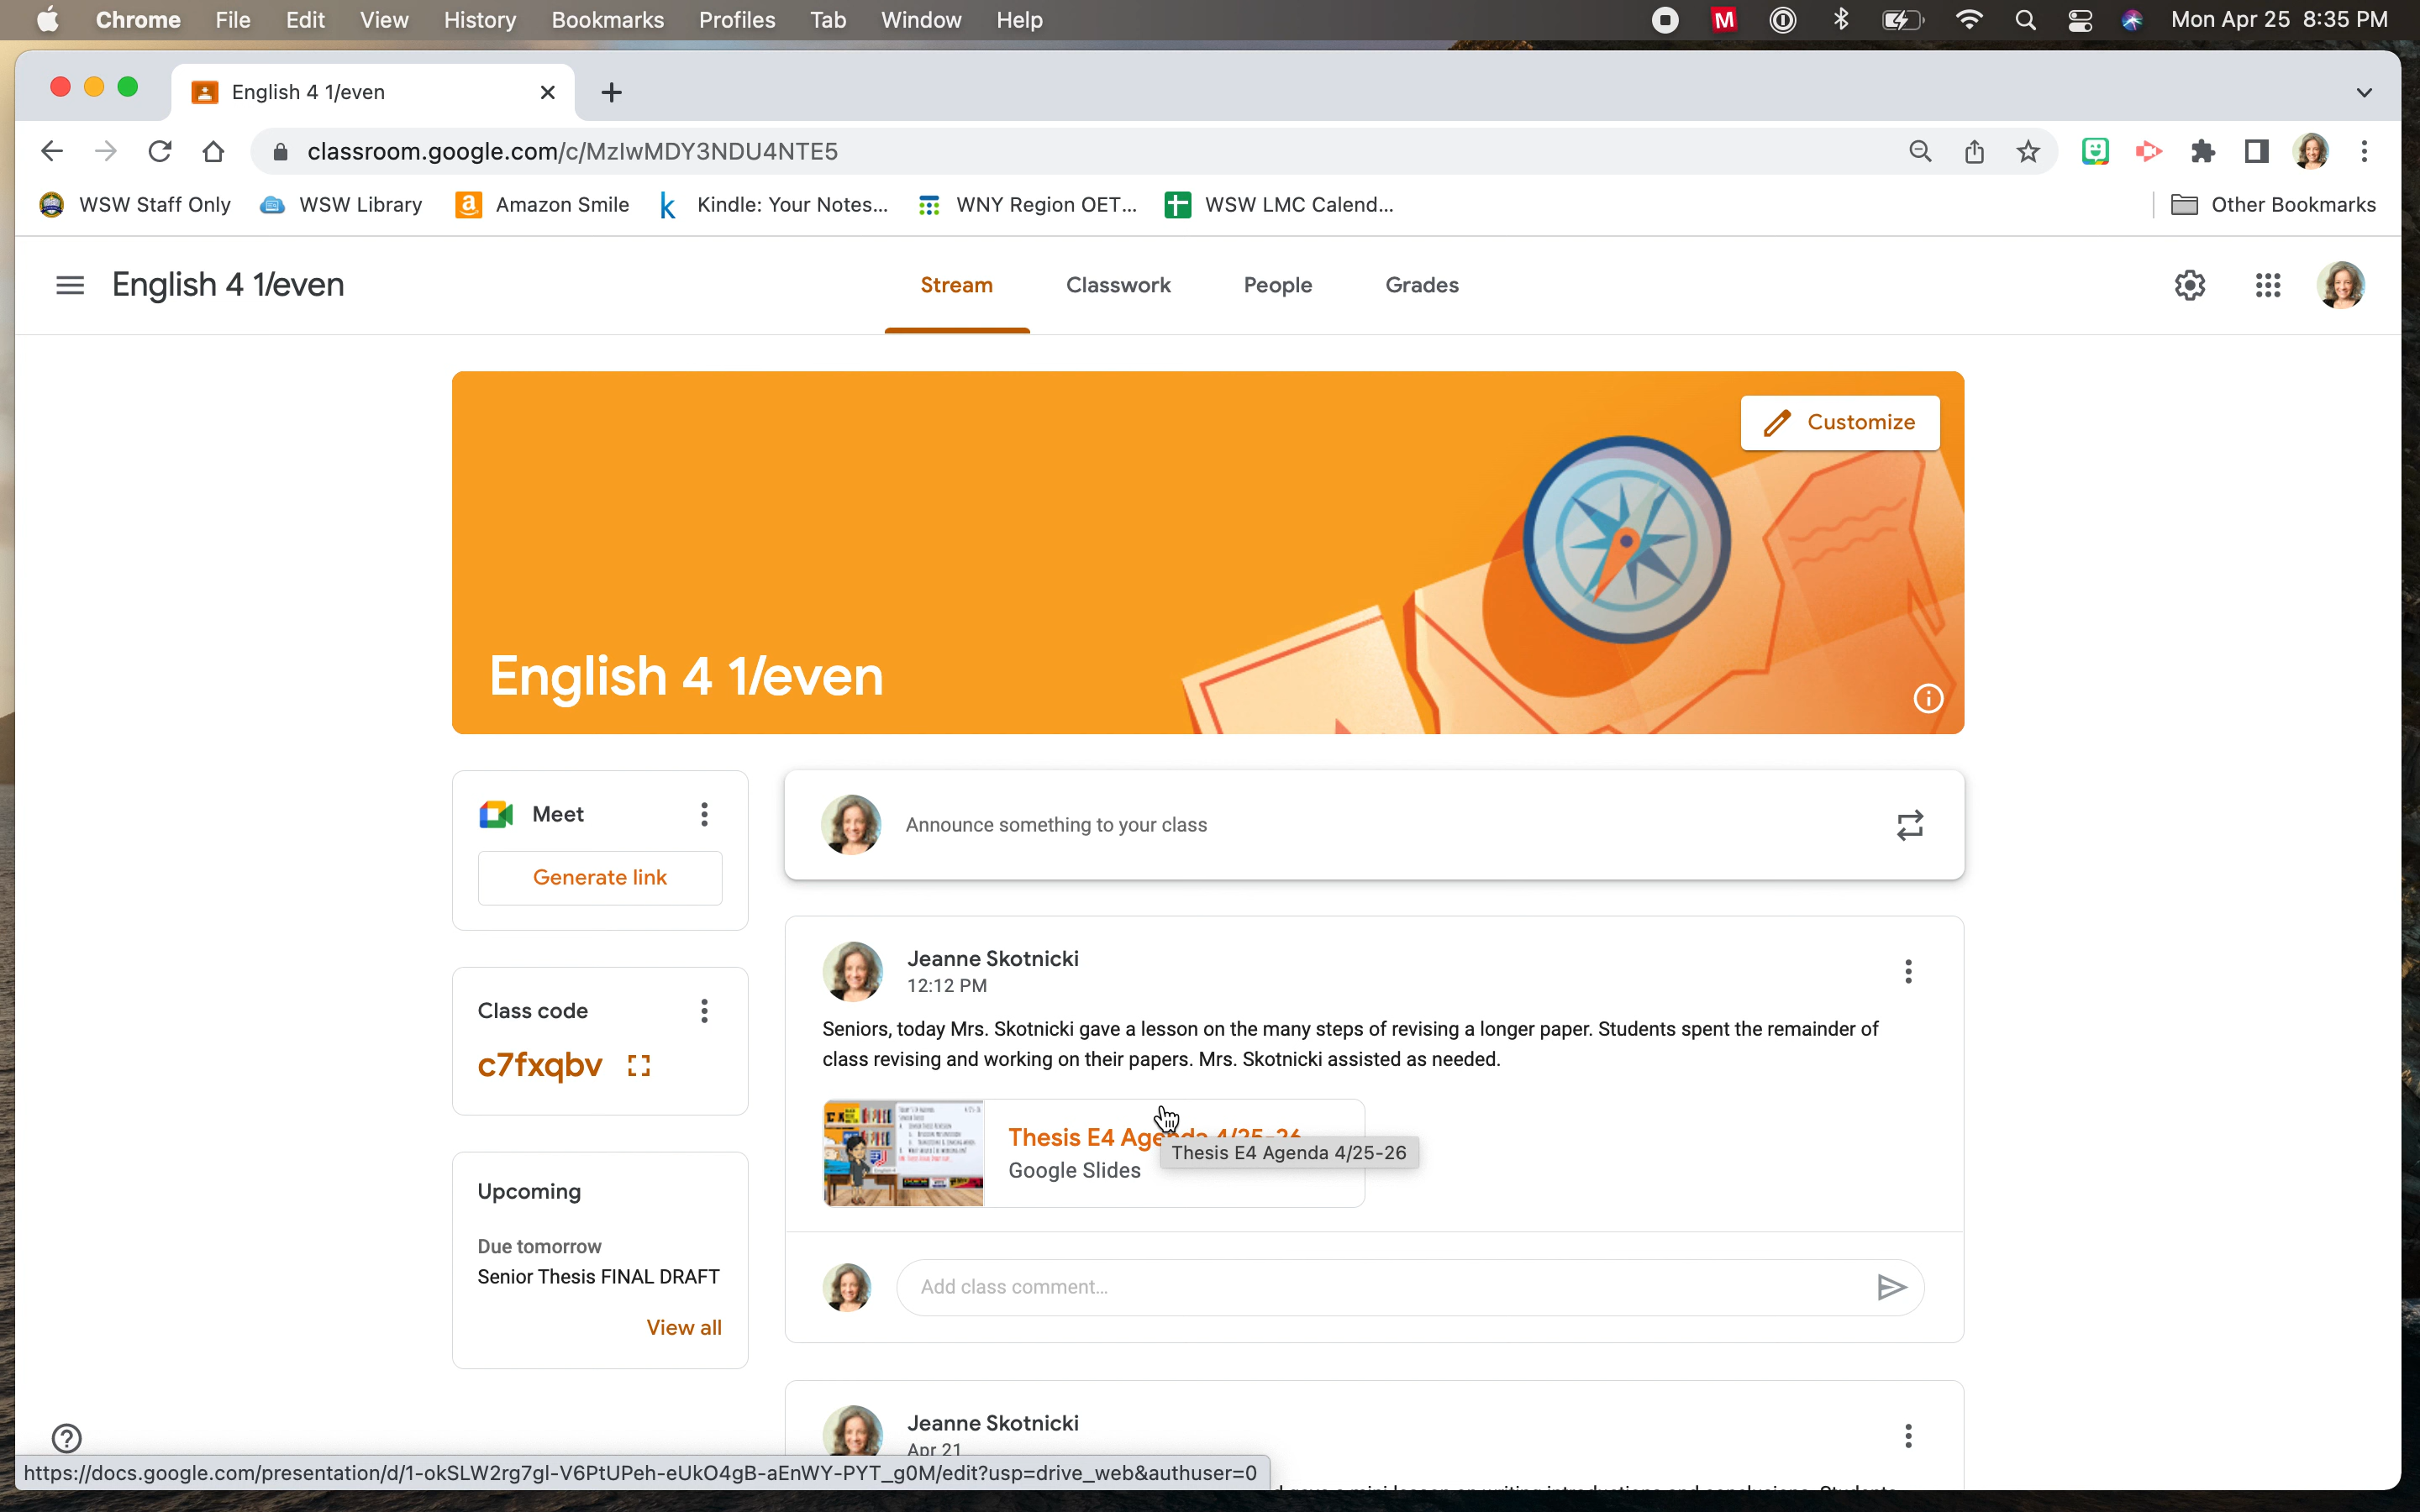 Chrome File Edit View History Bookmarks Profiles Tab Window Help Mon Apr 25 8:35 PM
English 4 1/even
classroom.google.com/c/MzIwMDY3NDU4NTE5
WSW Staff Only WSW Library Amazon Smile Kindle: Your Notes... WNY Region OET... WSW LMC Calend... Other Bookmarks
English 4 1/even Stream Classwork People Grades
Customize
English 4 1/even
Meet
Generate link
Announce something to your class
Class code
c7fxqbv
Upcoming
Due tomorrow
Senior Thesis FINAL DRAFT
View all
Jeanne Skotnicki
12:12 PM
Seniors, today Mrs. Skotnicki gave a lesson on the many steps of revising a longer paper. Students spent the remainder of
class revising and working on their papers. Mrs. Skotnicki assisted as needed.
Thesis E4 Agenda 4/25-26
Thesis E4 Agenda 4/25-26
Google Slides
Add class comment...
Jeanne Skotnicki
Apr 21
https://docs.google.com/presentation/d/1-okSLW2rg7gl-V6PtUPeh-eUkO4gB-aEnWY-PYT_g0M/edit?usp=drive_web&authuser=0